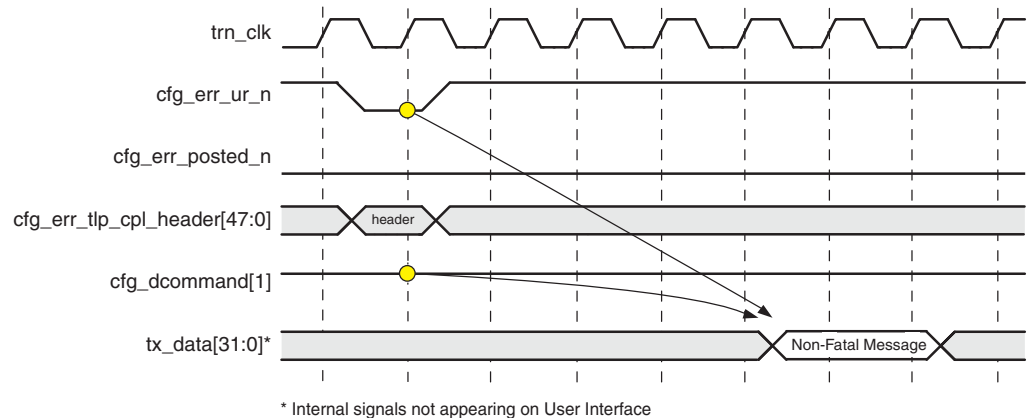 trn_clk
cfg_err_ur_n
cfg_err_posted_n
cfg_err_tlp_cpl_header[47:0]
header
cfg_dcommand[1]
tx_data[31:0]*
Non-Fatal Message
* Internal signals not appearing on User Interface